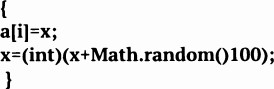 {
a[i]=x;
x=(int)(x+Math.random()100);
}